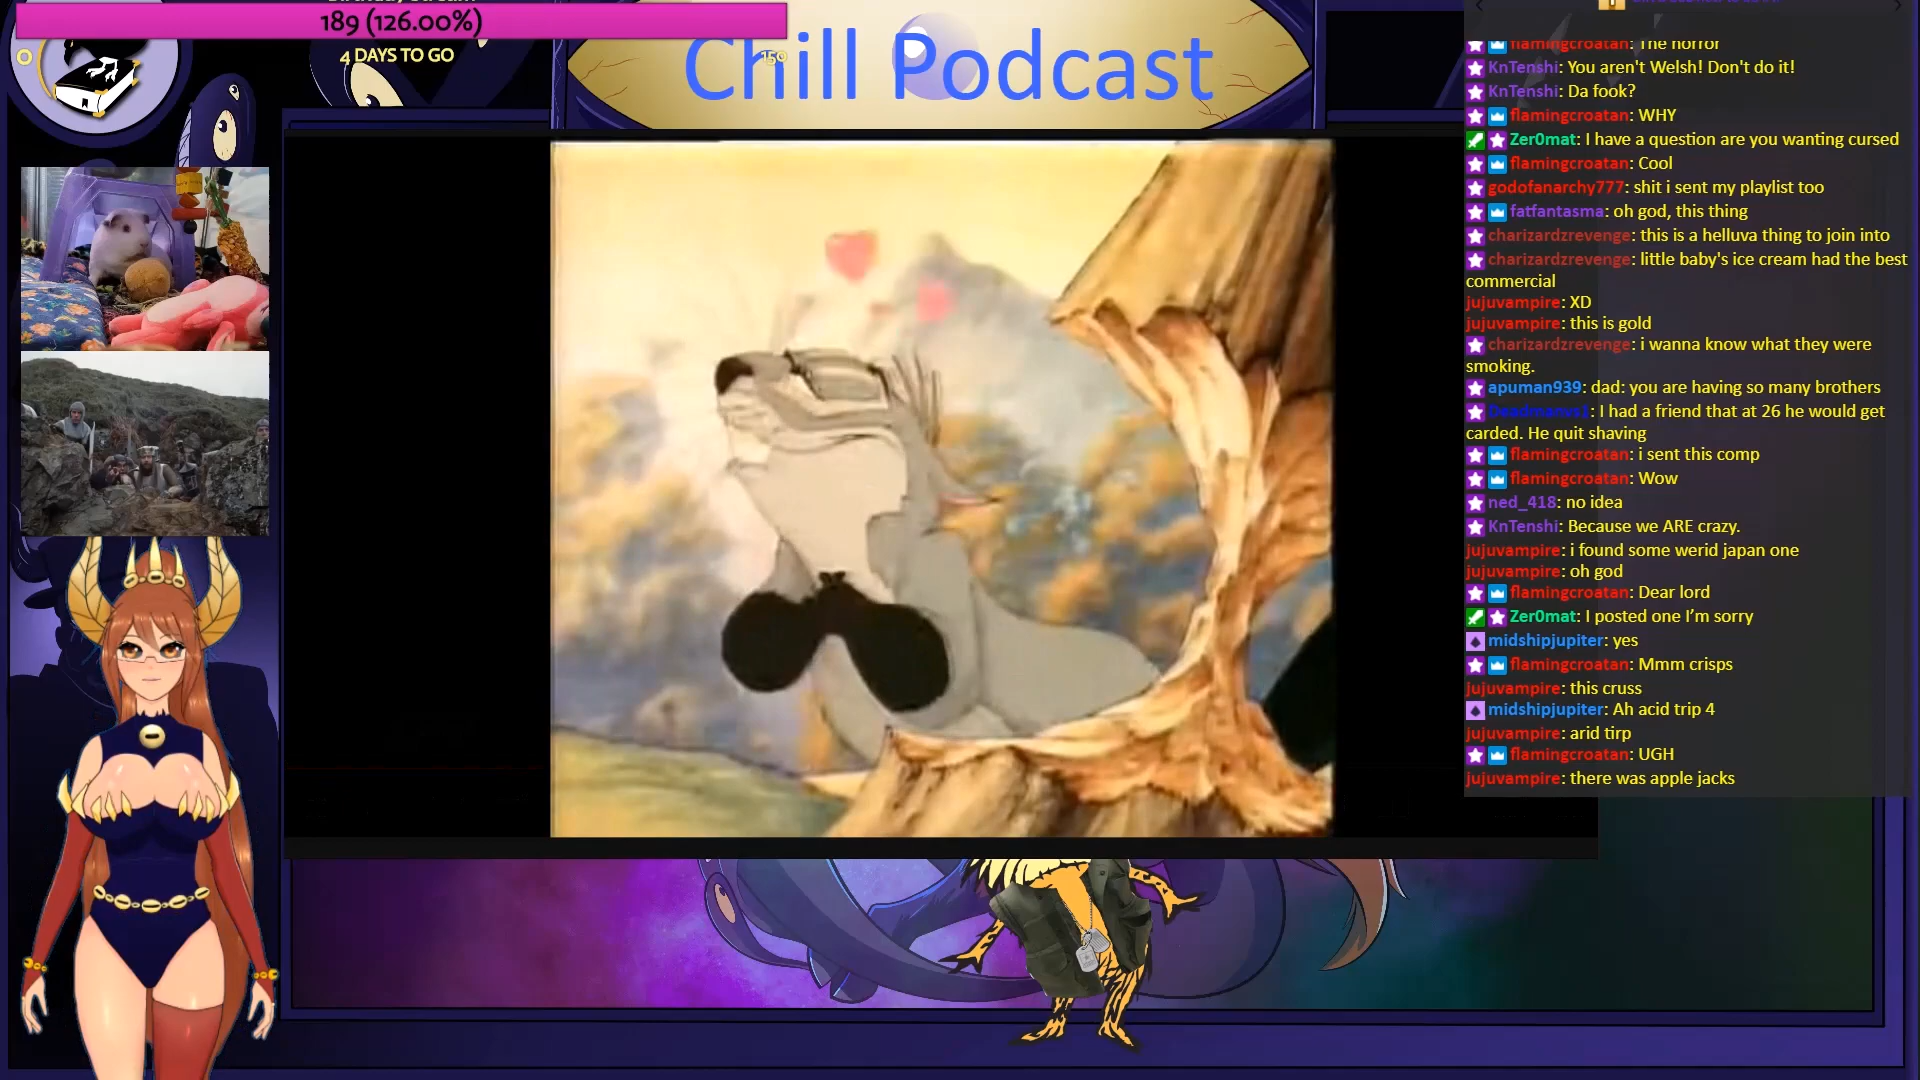 189 (126.00%)
4 DAYS TO GO
150
Chill Podcast
flamingcroatan: The horror
KnTenshi: You aren't Welsh! Don't do it!
KnTenshi: Da fook?
flamingcroatan: WHY
Zer0mat: I have a question are you wanting cursed
flamingcroatan: Cool
godofanarchy777: shit i sent my playlist too
fatfantasma: oh god, this thing
charizardzrevenge: this is a helluva thing to join into
charizardzrevenge: little baby's ice cream had the best
commercial
jujuvampire: XD
jujuvampire: this is gold
charizardzrevenge: i wanna know what they were
smoking.
apuman939: dad: you are having so many brothers
Deadmanvs1: I had a friend that at 26 he would get
carded. He quit shaving
flamingcroatan: i sent this comp
flamingcroatan: Wow
ned_418: no idea
KnTenshi: Because we ARE crazy.
jujuvampire: i found some werid japan one
jujuvampire: oh god
flamingcroatan: Dear lord
Zer0mat: I posted one I'm sorry
midshipjupiter: yes
flamingcroatan: Mmm crisps
jujuvampire: this cruss
midshipjupiter: Ah acid trip 4
jujuvampire: arid tirp
flamingcroatan: UGH
jujuvampire: there was apple jacks